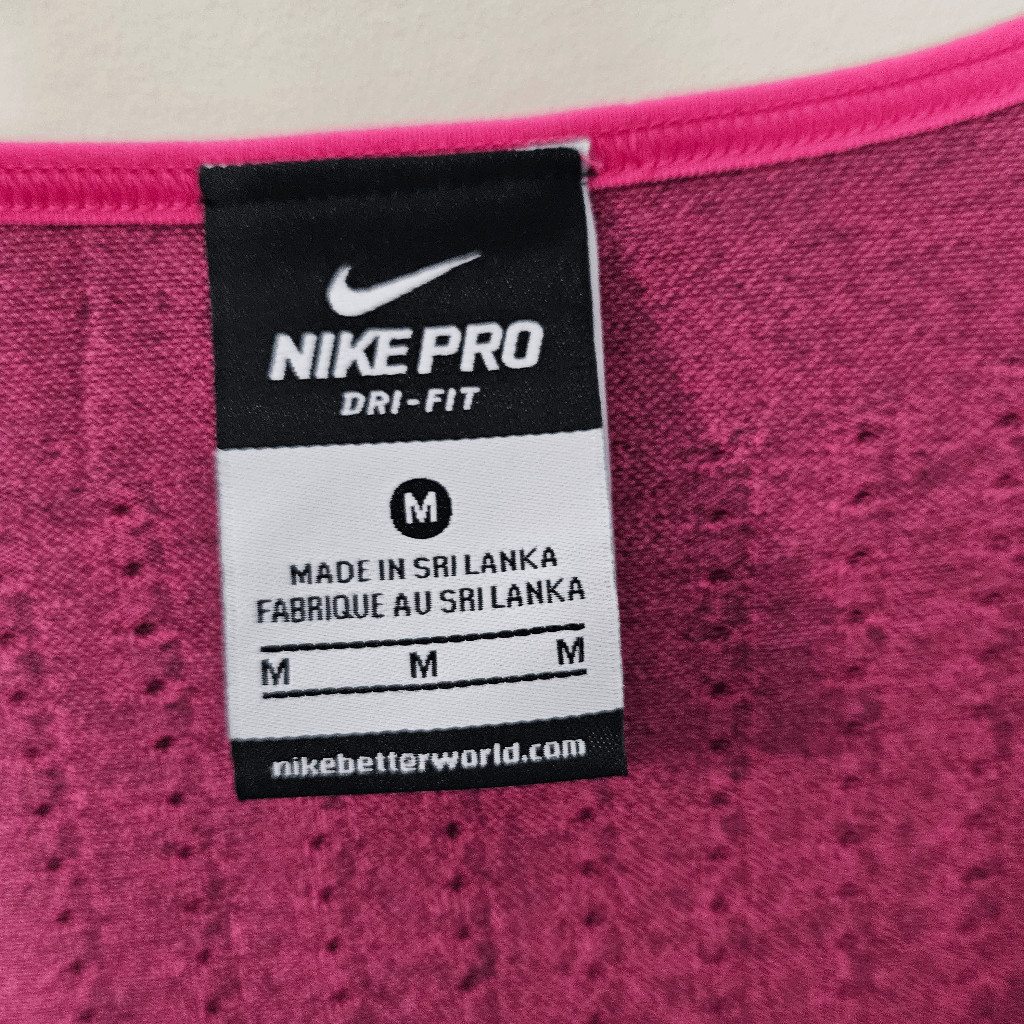 NIKE PRO
DRI-FIT
M
MADE IN SRI LANKA
FABRIQUE AU SRI LANKA
M M M
nikebetterworld.com